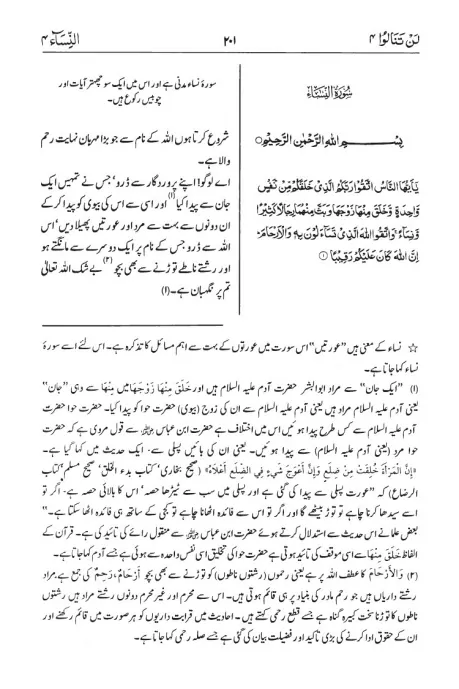 لَنْ تَنَالُوا ۴
۲۰۱
النِّسَآء ۴
سُوْرَةُ النِّسَآءِ
بِسْــــمِ اللهِ الرَّحْمٰنِ الرَّحِيْمِ ○
يٰٓاَيُّهَا النَّاسُ اتَّقُوْا رَبَّكُمُ الَّذِيْ خَلَقَكُمْ مِّنْ نَّفْسٍ
وَّاحِدَةٍ وَّخَلَقَ مِنْهَا زَوْجَهَا وَبَثَّ مِنْهُمَا رِجَالًا كَثِيْرًا
وَّنِسَآءً ۚ وَاتَّقُوا اللهَ الَّذِيْ تَسَآءَلُوْنَ بِهٖ وَالْاَرْحَامَ ۭ
اِنَّ اللهَ كَانَ عَلَيْكُمْ رَقِيْبًا ①
سورۂ نساء مدنی ہے اور اس میں ایک سو چھہتر آیات اور
چوبیس رکوع ہیں۔
شروع کرتا ہوں اللہ کے نام سے جو بڑا مہربان نہایت رحم
والا ہے۔
اے لوگو! اپنے پروردگار سے ڈرو، جس نے تمہیں ایک
جان سے پیدا کیا (۱) اور اسی سے اس کی بیوی کو پیدا کر کے
ان دونوں سے بہت سے مرد اور عورتیں پھیلا دیں، اس
اللہ سے ڈرو جس کے نام پر ایک دوسرے سے مانگتے ہو
اور رشتے ناطے توڑنے سے بھی بچو (۲) بے شک اللہ تعالیٰ
تم پر نگہبان ہے۔ (۱)
☆ نساء کے معنی ہیں "عورتیں" اس سورت میں عورتوں کے بہت سے اہم مسائل کا تذکرہ ہے۔ اس لئے اسے سورۂ
نساء کہا جاتا ہے۔
(۱) "ایک جان" سے مراد ابوالبشر حضرت آدم علیہ السلام ہیں اور خَلَقَ مِنْهَا زَوْجَهَا میں مِنْهَا سے وہی "جان"
یعنی آدم علیہ السلام مراد ہیں یعنی آدم علیہ السلام سے ان کی زوج (بیوی) حضرت حوا کو پیدا کیا۔ حضرت حوا حضرت
آدم علیہ السلام سے کس طرح پیدا ہوئیں اس میں اختلاف ہے حضرت ابن عباس رضی اللہ عنہ سے قول مروی ہے کہ حضرت
حوا مرد (یعنی آدم علیہ السلام) سے پیدا ہوئیں۔ یعنی ان کی بائیں پسلی سے۔ ایک حدیث میں کہا گیا ہے۔
«إِنَّ الْمَرْأَةَ خُلِقَتْ مِنْ ضِلَعٍ وَإِنَّ أَعْوَجَ شَيْءٍ فِي الضِّلَعِ أَعْلَاهُ» (صحیح بخاری، کتاب بدء الخلق، صحیح مسلم، کتاب
الرضاع) کہ "عورت پسلی سے پیدا کی گئی ہے اور پسلی میں سب سے ٹیڑھا حصہ، اس کا بالائی حصہ ہے، اگر تو
اسے سیدھا کرنا چاہے تو توڑ بیٹھے گا اور اگر تو اس سے فائدہ اٹھانا چاہے تو کجی کے ساتھ ہی فائدہ اٹھا سکتا ہے۔"
بعض علما نے اس حدیث سے استدلال کرتے ہوئے حضرت ابن عباس رضی اللہ عنہ سے منقول رائے کی تائید کی ہے۔ قرآن کے
الفاظ خَلَقَ مِنْهَا سے اسی موقف کی تائید ہوتی ہے حضرت حوا کی تخلیق اسی نفس واحدہ سے ہوئی ہے جسے آدم کہا جاتا ہے۔
(۲) وَالْأَرْحَامَ کا عطف اللہ پر ہے یعنی رحموں (رشتوں ناطوں) کو توڑنے سے بھی بچو أَرْحَامٌ، رَحِمٌ کی جمع ہے۔ مراد
رشتے داریاں ہیں جو رحم مادر کی بنیاد پر ہی قائم ہوتی ہیں۔ اس سے محرم اور غیر محرم دونوں رشتے مراد ہیں رشتوں
ناطوں کا توڑنا سخت کبیرہ گناہ ہے جسے قطع رحمی کہتے ہیں۔ احادیث میں قرابت داریوں کو ہر صورت میں قائم رکھنے اور
ان کے حقوق ادا کرنے کی بڑی تاکید اور فضیلت بیان کی گئی ہے جسے صلہ رحمی کہا جاتا ہے۔